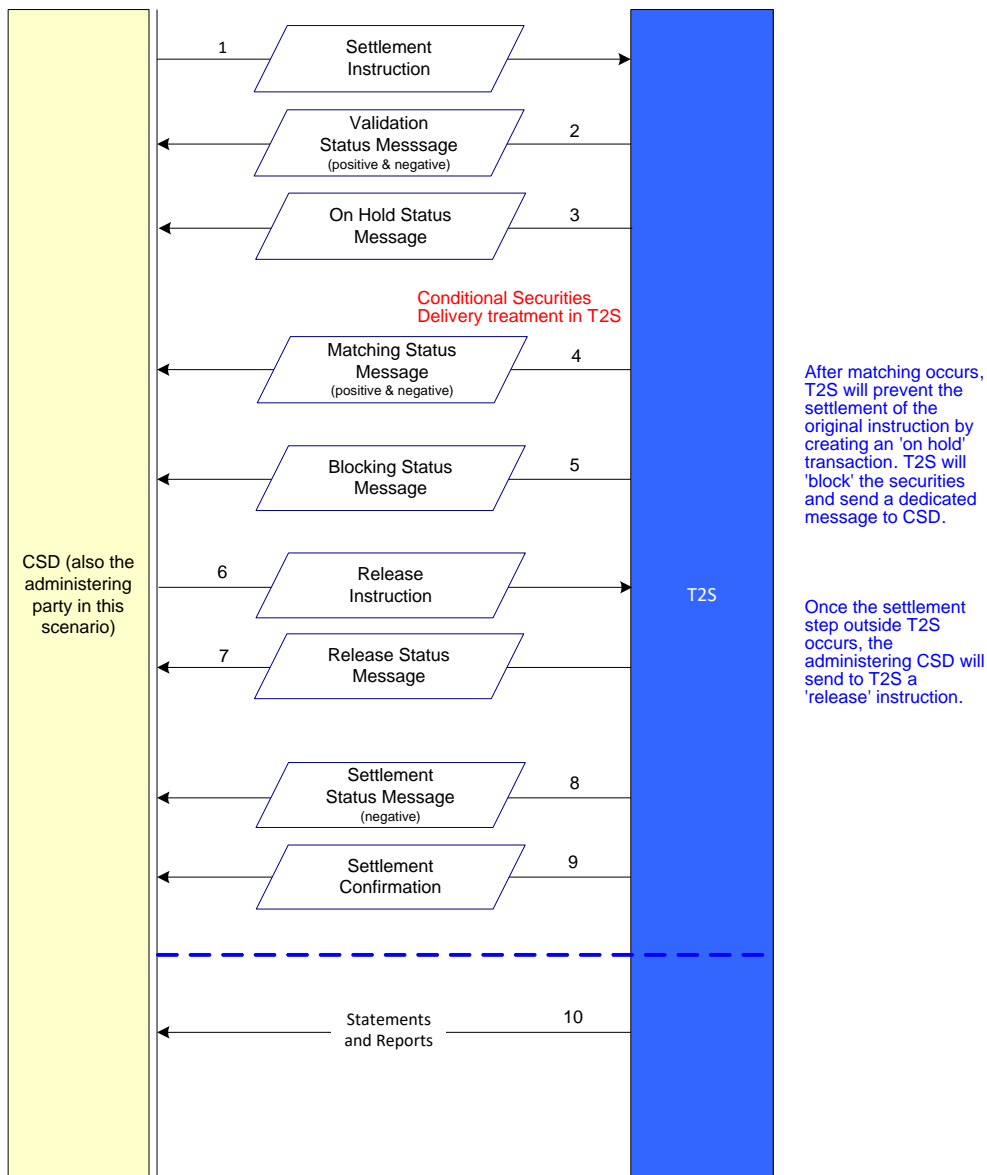 1
Settlement
Instruction
Validation
Status Messsage
(positive & negative)
2
On Hold Status
Message
3
Conditional Securities
Delivery treatment in T2S
Matching Status
Message
(positive & negative)
4
After matching occurs,
T2S will prevent the
settlement of the
original instruction by
creating an 'on hold'
transaction. T2S will
'block' the securities
and send a dedicated
message to CSD.
Blocking Status
Message
5
CSD (also the
administering
party in this
scenario)
6
Release
Instruction
T2S
Once the settlement
step outside T2S
occurs, the
administering CSD will
send to T2S a
'release' instruction.
7
Release Status
Message
Settlement
Status Message
(negative)
8
Settlement
Confirmation
9
Statements
and Reports
10